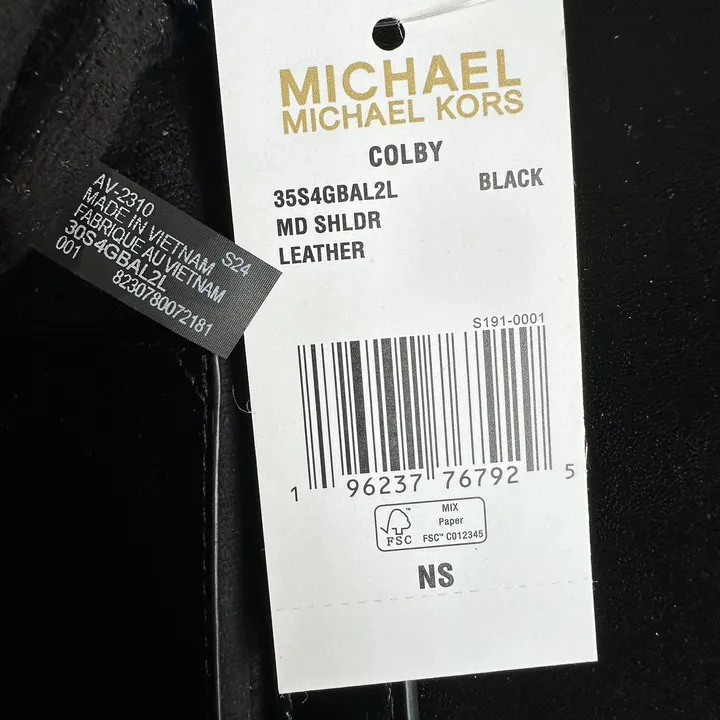 MICHAEL
MICHAEL KORS
COLBY
35S4GBAL2L BLACK
MD SHLDR
LEATHER
S191-0001
1 96237 76792 5
FSC™
MIX
Paper
FSC™ C012345
NS
AV-2310
MADE IN VIETNAM S24
FABRIQUE AU VIETNAM
30S4GBAL2L
001 8230780072181